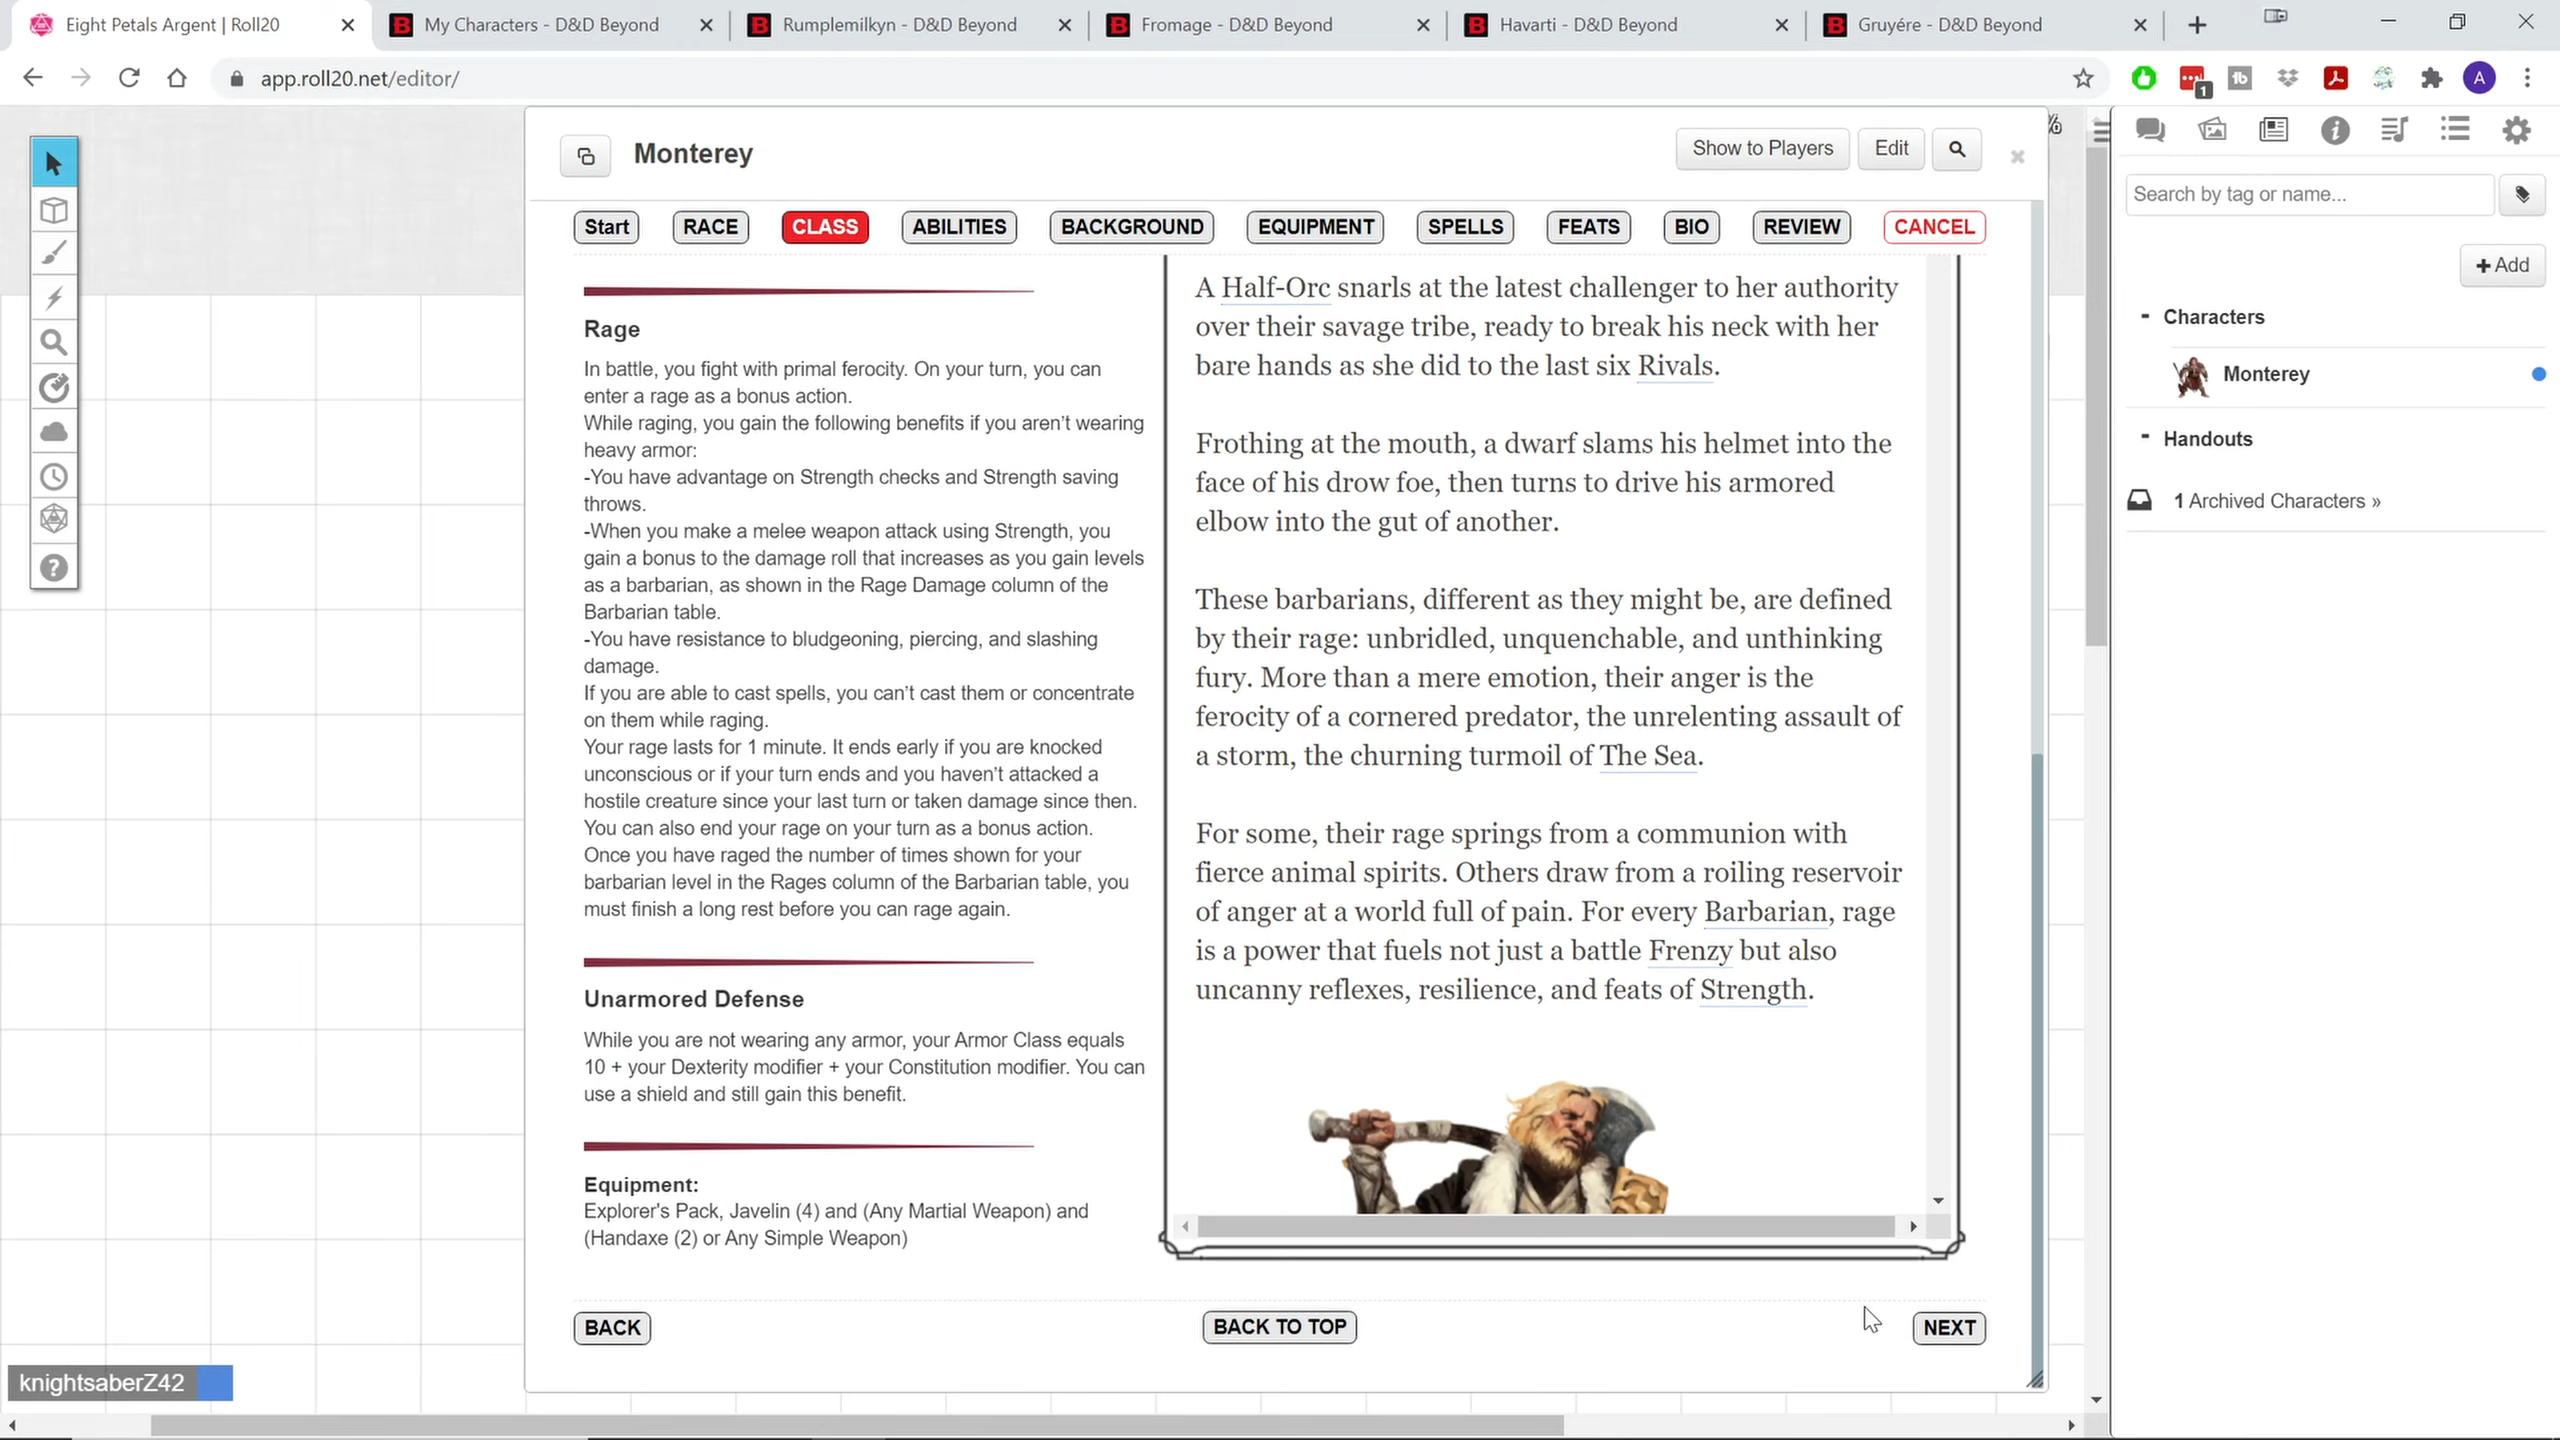 Eight Petals Argent | Roll20
My Characters - D&D Beyond
Rumplemilkyn - D&D Beyond
Fromage - D&D Beyond
Havarti - D&D Beyond
Gruyére - D&D Beyond
app.roll20.net/editor/
1
A
Monterey
Show to Players
Edit
%
Start
RACE
CLASS
ABILITIES
BACKGROUND
EQUIPMENT
SPELLS
FEATS
BIO
REVIEW
CANCEL
Rage
In battle, you fight with primal ferocity. On your turn, you can
enter a rage as a bonus action.
While raging, you gain the following benefits if you aren’t wearing
heavy armor:
-You have advantage on Strength checks and Strength saving
throws.
-When you make a melee weapon attack using Strength, you
gain a bonus to the damage roll that increases as you gain levels
as a barbarian, as shown in the Rage Damage column of the
Barbarian table.
-You have resistance to bludgeoning, piercing, and slashing
damage.
If you are able to cast spells, you can’t cast them or concentrate
on them while raging.
Your rage lasts for 1 minute. It ends early if you are knocked
unconscious or if your turn ends and you haven’t attacked a
hostile creature since your last turn or taken damage since then.
You can also end your rage on your turn as a bonus action.
Once you have raged the number of times shown for your
barbarian level in the Rages column of the Barbarian table, you
must finish a long rest before you can rage again.
Unarmored Defense
While you are not wearing any armor, your Armor Class equals
10 + your Dexterity modifier + your Constitution modifier. You can
use a shield and still gain this benefit.
Equipment:
Explorer's Pack, Javelin (4) and (Any Martial Weapon) and
(Handaxe (2) or Any Simple Weapon)
A Half-Orc snarls at the latest challenger to her authority
over their savage tribe, ready to break his neck with her
bare hands as she did to the last six Rivals.
Frothing at the mouth, a dwarf slams his helmet into the
face of his drow foe, then turns to drive his armored
elbow into the gut of another.
These barbarians, different as they might be, are defined
by their rage: unbridled, unquenchable, and unthinking
fury. More than a mere emotion, their anger is the
ferocity of a cornered predator, the unrelenting assault of
a storm, the churning turmoil of The Sea.
For some, their rage springs from a communion with
fierce animal spirits. Others draw from a roiling reservoir
of anger at a world full of pain. For every Barbarian, rage
is a power that fuels not just a battle Frenzy but also
uncanny reflexes, resilience, and feats of Strength.
BACK
BACK TO TOP
NEXT
knightsaberZ42
Search by tag or name...
+ Add
- Characters
Monterey
- Handouts
1 Archived Characters »